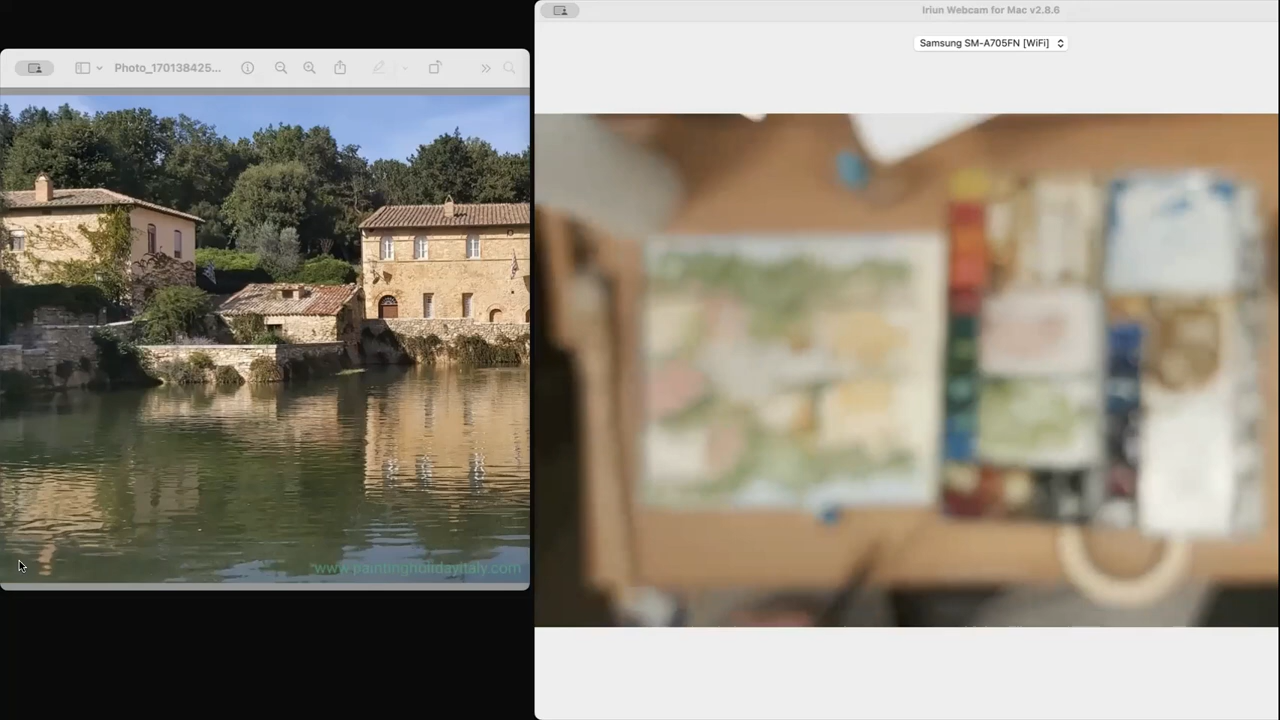 Photo_170138425...
www.paintingholidayitaly.com
Iriun Webcam for Mac v2.8.6
Samsung SM-A705FN [WiFi]